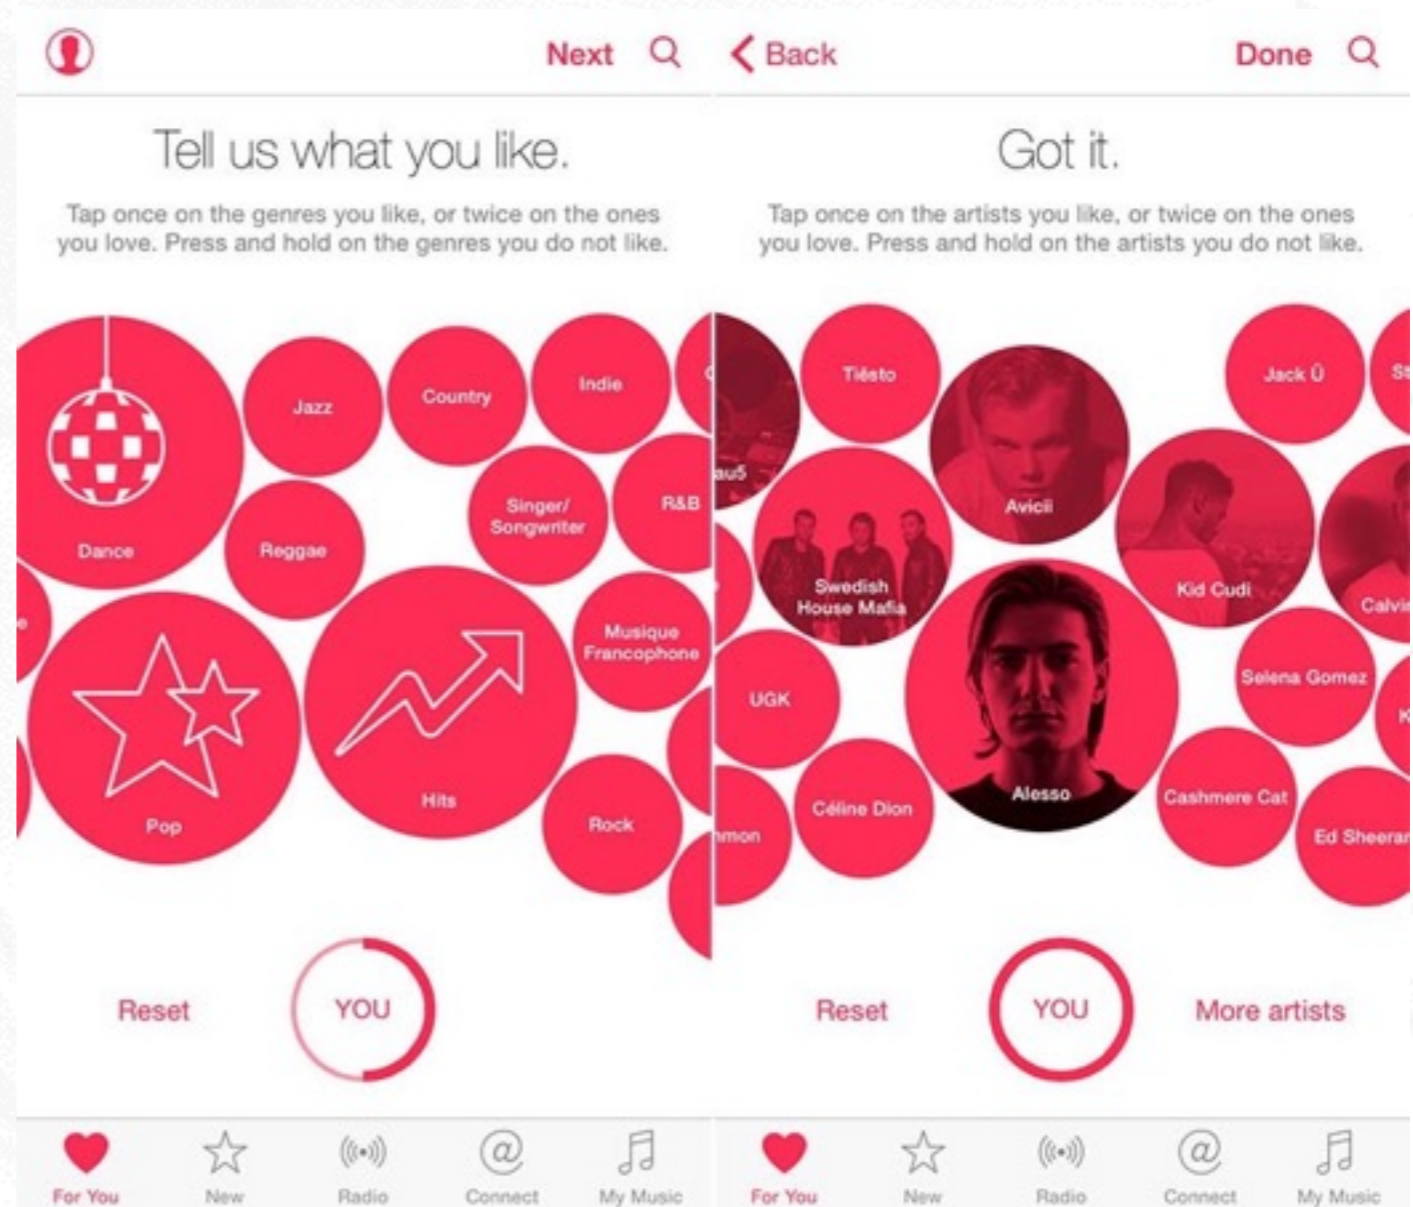 Next
Tell us what you like.
Tap once on the genres you like, or twice on the ones
you love. Press and hold on the genres you do not like.
Dance
Jazz
Country
Indie
Reggae
Singer/
Songwriter
R&B
Pop
Hits
Musique
Francophone
Rock
Reset
YOU
For You
New
Radio
Connect
My Music
Back
Done
Got it.
Tap once on the artists you like, or twice on the ones
you love. Press and hold on the artists you do not like.
au5
Tiësto
Avicii
Jack Ü
St
Swedish
House Mafia
Kid Cudi
Calvin
UGK
Alesso
Selena Gomez
K
Céline Dion
Cashmere Cat
mmon
Ed Sheeran
Reset
YOU
More artists
For You
New
Radio
Connect
My Music